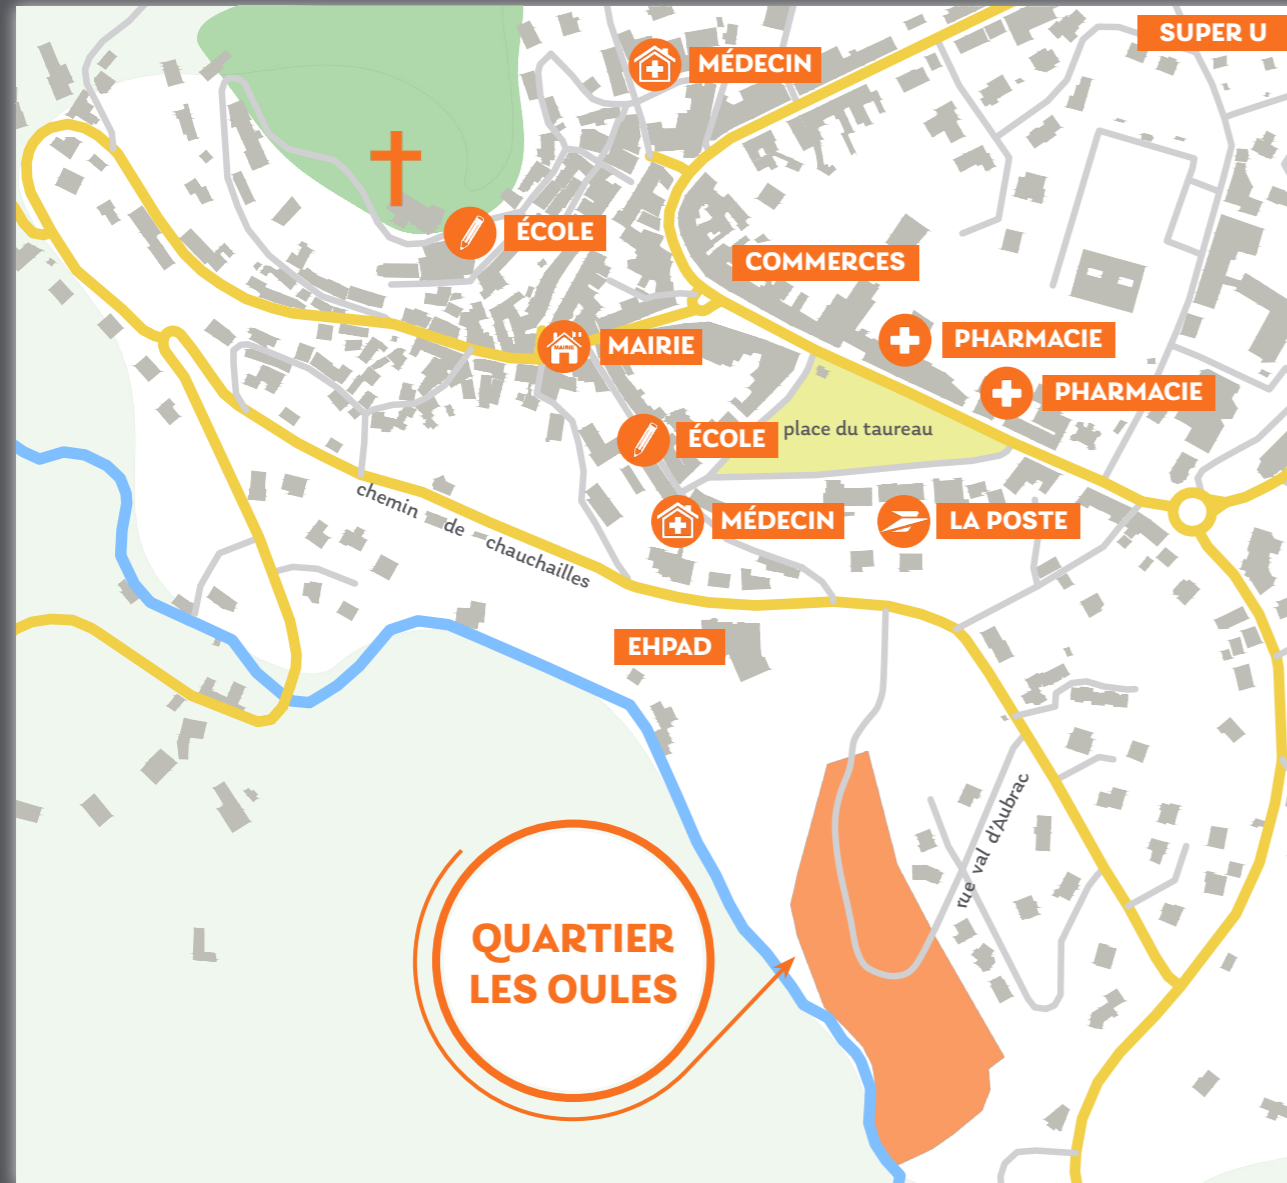 SUPER U
MÉDECIN
ÉCOLE
COMMERCES
PHARMACIE
MAIRIE
MAIRIE
PHARMACIE
ÉCOLE
place du taureau
MÉDECIN
LA POSTE
chemin de chauchailles
EHPAD
rue val d'Aubrac
QUARTIER
LES OULES